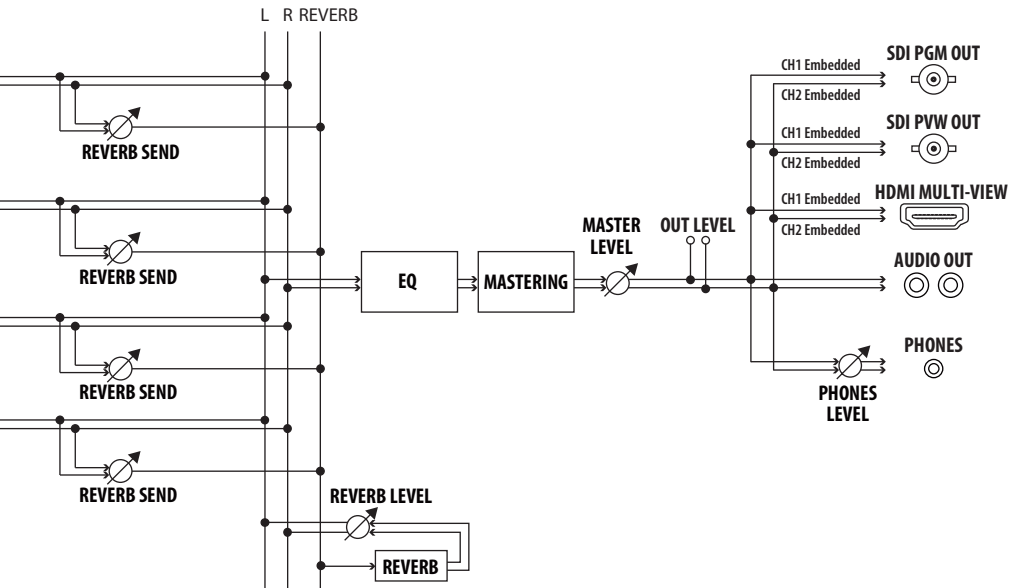 L R REVERB
REVERB SEND
REVERB SEND
REVERB SEND
REVERB SEND
REVERB LEVEL
REVERB
EQ
MASTERING
MASTER
LEVEL
OUT LEVEL
CH1 Embedded
CH2 Embedded
SDI PGM OUT
CH1 Embedded
CH2 Embedded
SDI PVW OUT
CH1 Embedded
CH2 Embedded
HDMI MULTI-VIEW
AUDIO OUT
PHONES
PHONES
LEVEL